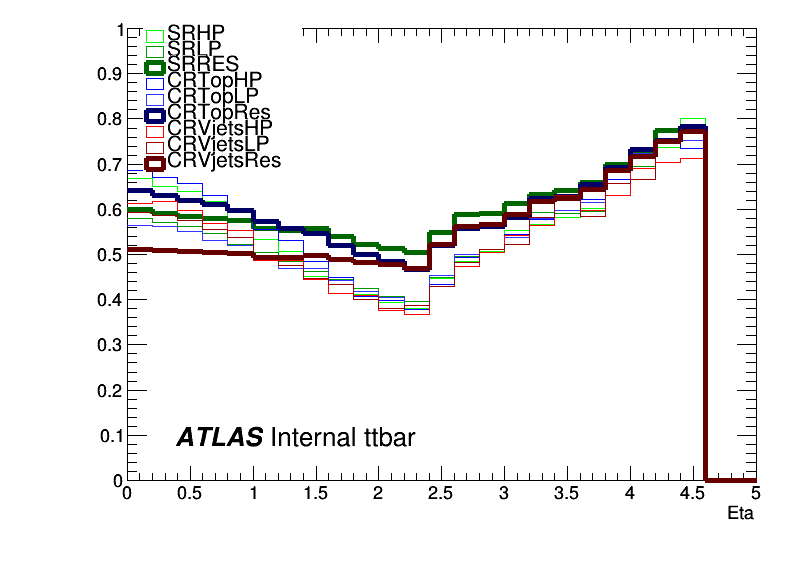 1
0.9
0.8
0.7
0.6
0.5
0.4
0.3
0.2
0.1
0
SRHP
SRLP
SRRES
CRTopHP
CRTopLP
CRTopRes
CRVjetsHP
CRVjetsLP
CRVjetsRes
ATLAS Internal ttbar
0 0.5 1 1.5 2 2.5 3 3.5 4 4.5 5
Eta